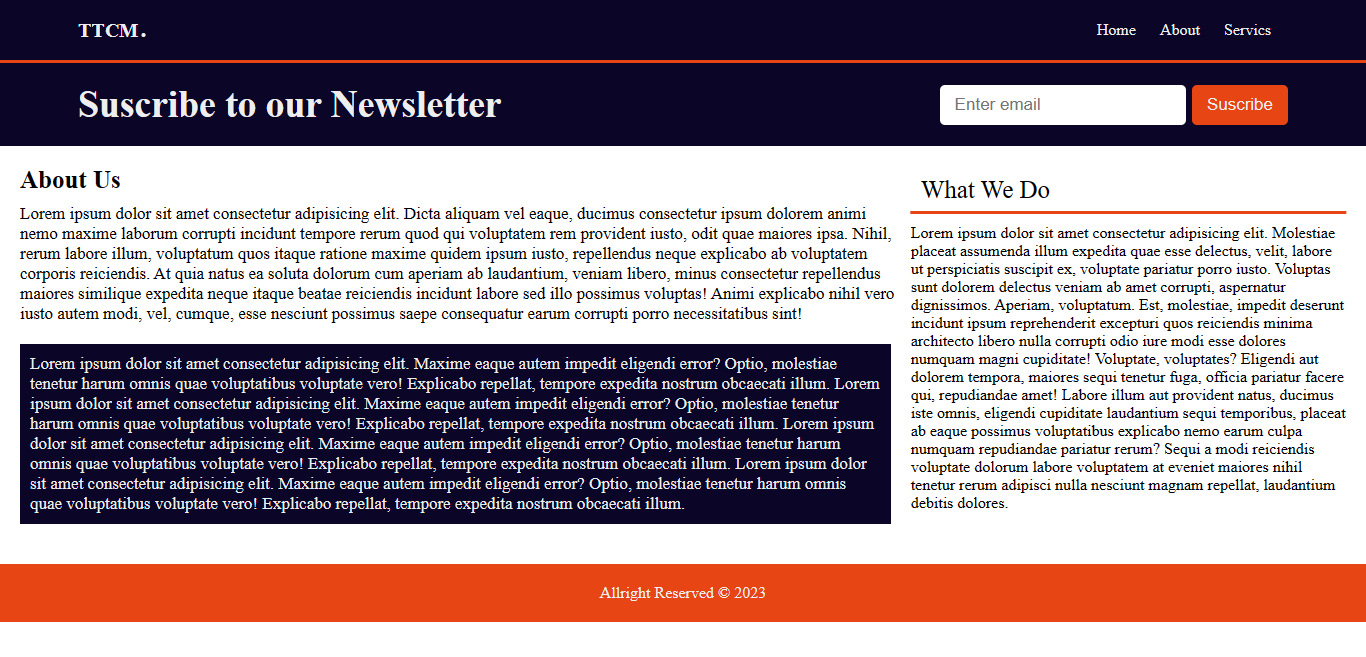 TTCM.
Home About Servics
Suscribe to our Newsletter
Enter email Suscribe
About Us
Lorem ipsum dolor sit amet consectetur adipisicing elit. Dicta aliquam vel eaque, ducimus consectetur ipsum dolorem animi
nemo maxime laborum corrupti incidunt tempore rerum quod qui voluptatem rem provident iusto, odit quae maiores ipsa. Nihil,
rerum labore illum, voluptatum quos itaque ratione maxime quidem ipsum iusto, repellendus neque explicabo ab voluptatem
corporis reiciendis. At quia natus ea soluta dolorum cum aperiam ab laudantium, veniam libero, minus consectetur repellendus
maiores similique expedita neque itaque beatae reiciendis incidunt labore sed illo possimus voluptas! Animi explicabo nihil vero
iusto autem modi, vel, cumque, esse nesciunt possimus saepe consequatur earum corrupti porro necessitatibus sint!
Lorem ipsum dolor sit amet consectetur adipisicing elit. Maxime eaque autem impedit eligendi error? Optio, molestiae
tenetur harum omnis quae voluptatibus voluptate vero! Explicabo repellat, tempore expedita nostrum obcaecati illum. Lorem
ipsum dolor sit amet consectetur adipisicing elit. Maxime eaque autem impedit eligendi error? Optio, molestiae tenetur
harum omnis quae voluptatibus voluptate vero! Explicabo repellat, tempore expedita nostrum obcaecati illum. Lorem ipsum
dolor sit amet consectetur adipisicing elit. Maxime eaque autem impedit eligendi error? Optio, molestiae tenetur harum
omnis quae voluptatibus voluptate vero! Explicabo repellat, tempore expedita nostrum obcaecati illum. Lorem ipsum dolor
sit amet consectetur adipisicing elit. Maxime eaque autem impedit eligendi error? Optio, molestiae tenetur harum omnis
quae voluptatibus voluptate vero! Explicabo repellat, tempore expedita nostrum obcaecati illum.
What We Do
Lorem ipsum dolor sit amet consectetur adipisicing elit. Molestiae
placeat assumenda illum expedita quae esse delectus, velit, labore
ut perspiciatis suscipit ex, voluptate pariatur porro iusto. Voluptas
sunt dolorem delectus veniam ab amet corrupti, aspernatur
dignissimos. Aperiam, voluptatum. Est, molestiae, impedit deserunt
incidunt ipsum reprehenderit excepturi quos reiciendis minima
architecto libero nulla corrupti odio iure modi esse dolores
numquam magni cupiditate! Voluptate, voluptates? Eligendi aut
dolorem tempora, maiores sequi tenetur fuga, officia pariatur facere
qui, repudiandae amet! Labore illum aut provident natus, ducimus
iste omnis, eligendi cupiditate laudantium sequi temporibus, placeat
ab eaque possimus voluptatibus explicabo nemo earum culpa
numquam repudiandae pariatur rerum? Sequi a modi reiciendis
voluptate dolorum labore voluptatem at eveniet maiores nihil
tenetur rerum adipisci nulla nesciunt magnam repellat, laudantium
debitis dolores.
Allright Reserved © 2023